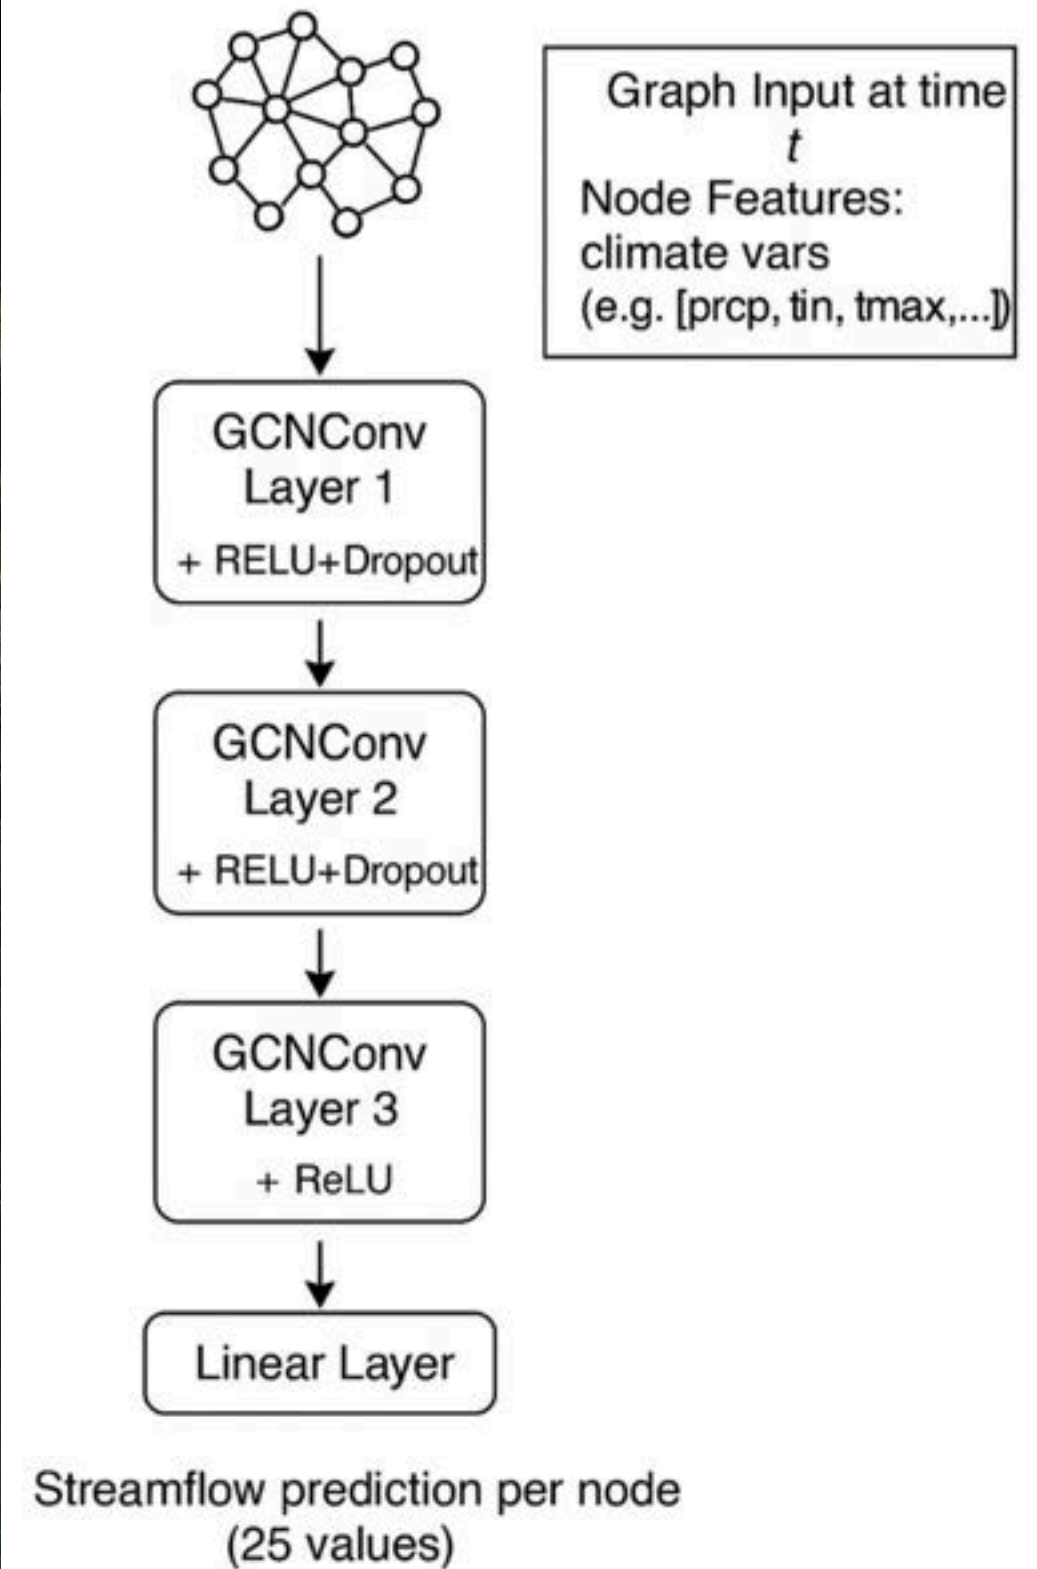 Graph Input at time
t
Node Features:
climate vars
(e.g. [prcp, tin, tmax,...])
GCNConv
Layer 1
+ RELU+Dropout
GCNConv
Layer 2
+ RELU+Dropout
GCNConv
Layer 3
+ ReLU
Linear Layer
Streamflow prediction per node
(25 values)